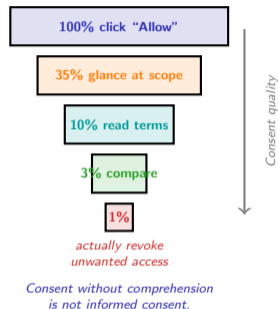 100% click “Allow”
35% glance at scope
10% read terms
3% compare
1%
actually revoke
unwanted access
Consent without comprehension
is not informed consent.
Consent quality